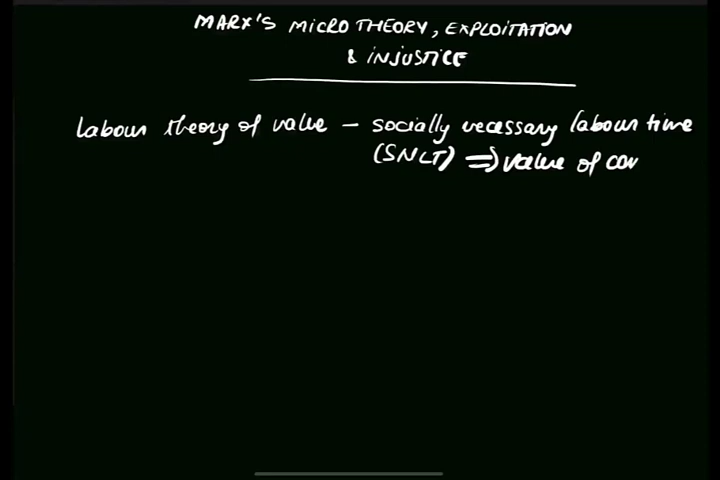 MARX'S MICRO THEORY, EXPLOITATION
& INJUSTICE
labour theory of value – socially necessary labour time
(SNLT) ⇒ value of com